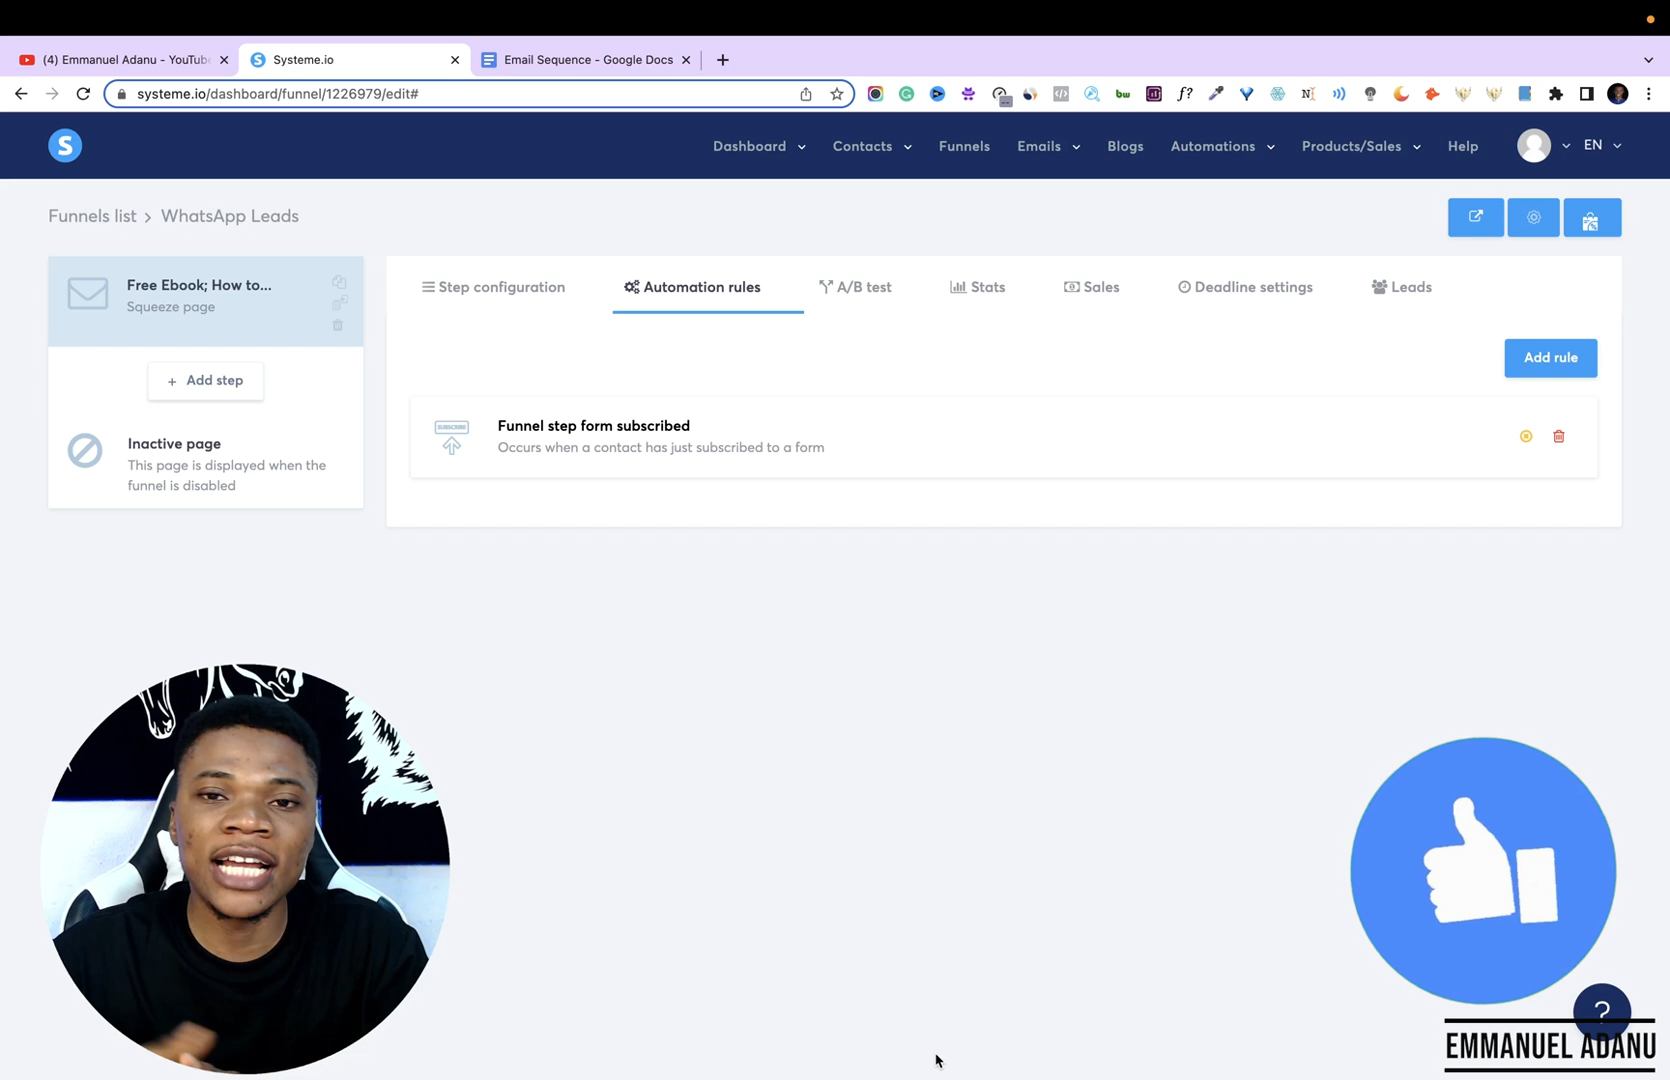 (4) Emmanuel Adanu - YouTub
Systeme.io
Email Sequence - Google Docs
systeme.io/dashboard/funnel/1226979/edit#
S
Dashboard
Contacts
Funnels
Emails
Blogs
Automations
Products/Sales
Help
EN
Funnels list > WhatsApp Leads
Free Ebook; How to...
Squeeze page
+ Add step
Inactive page
This page is displayed when the
funnel is disabled
Step configuration
Automation rules
A/B test
Stats
Sales
Deadline settings
Leads
Add rule
SUBSCRIBE
Funnel step form subscribed
Occurs when a contact has just subscribed to a form
?
EMMANUEL ADANU